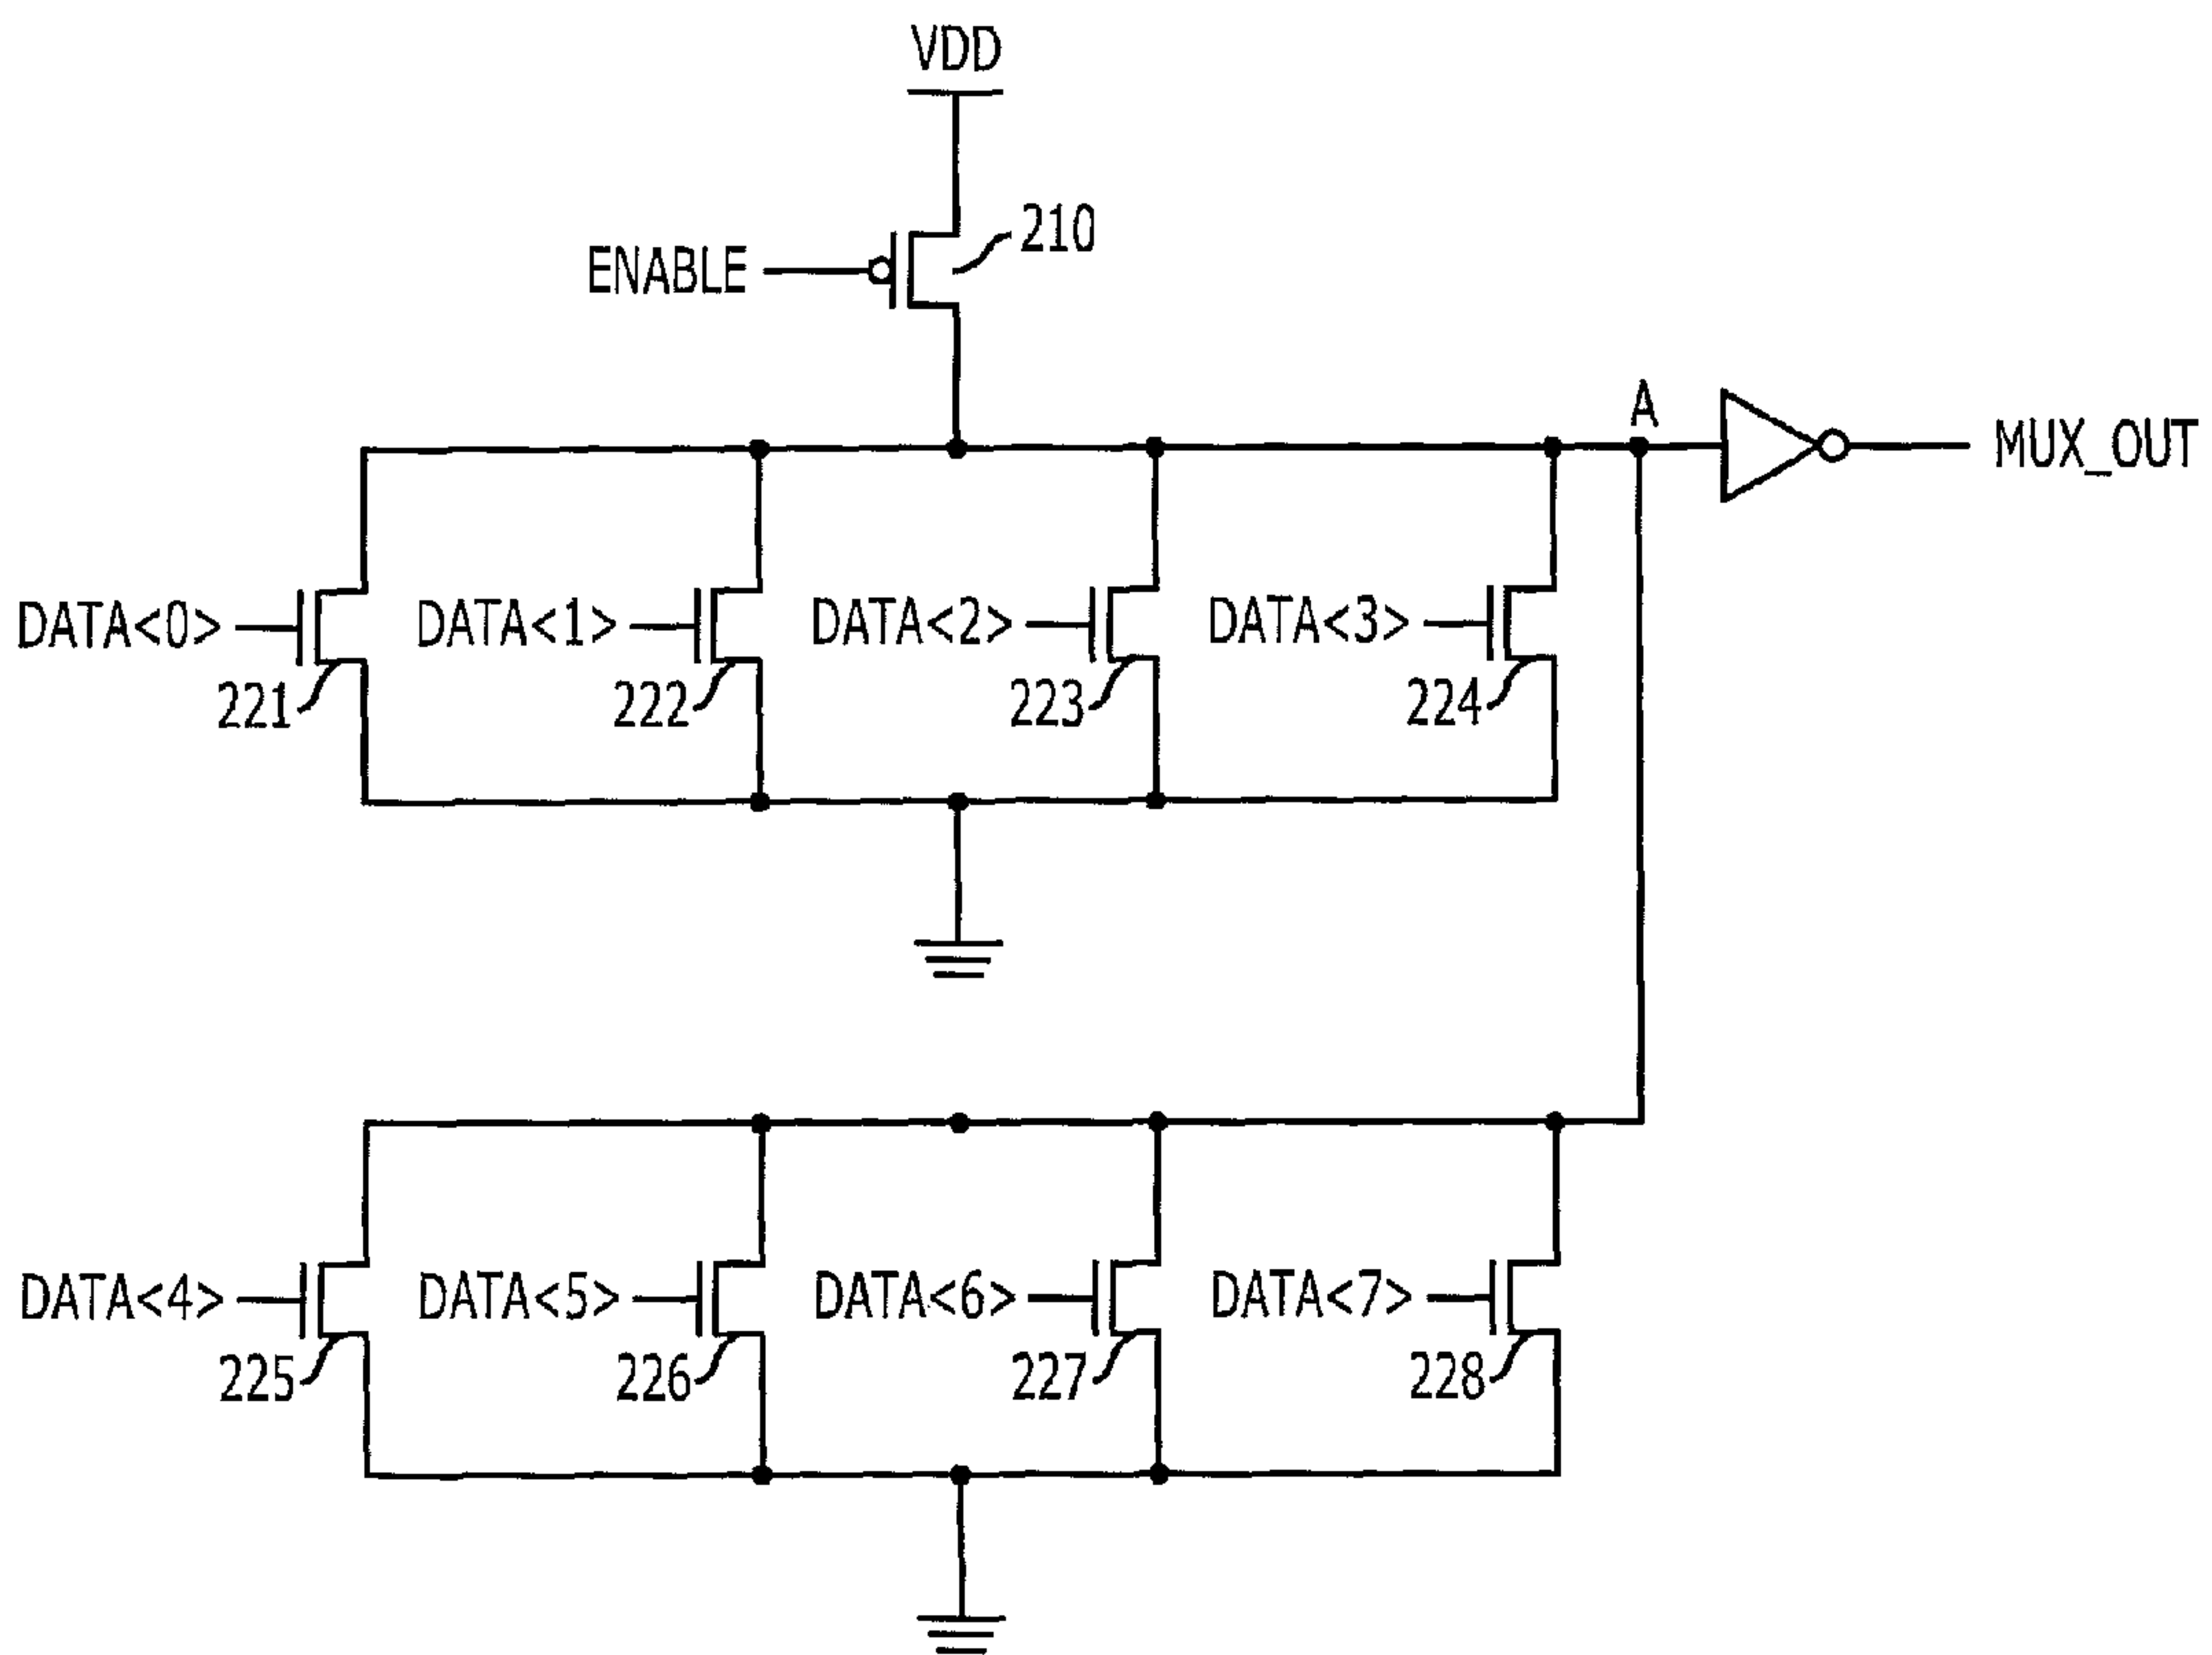 VDD
210
ENABLE
A
MUX_OUT
DATA<0>
DATA<1>
DATA<2>
DATA<3>
221
222
223
224
DATA<4>
DATA<5>
DATA<6>
DATA<7>
225
226
227
228